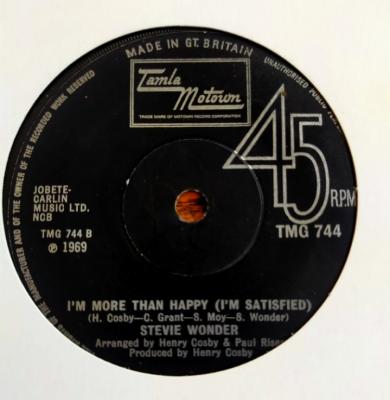 MADE IN GT. BRITAIN
UNAUTHORISED PUBLIC
MANUFACTURER AND OF THE OWNER OF THE RECORDED WORK RESERVED
Tamla
Motown
TRADE MARK OF MOTOWN RECORD CORPORATION
45
R.P.M.
TMG 744
JOBETE-
CARLIN
MUSIC LTD.
NCB
TMG 744 B
℗ 1969
I'M MORE THAN HAPPY (I'M SATISFIED)
(H. Cosby—C. Grant—S. Moy—S. Wonder)
STEVIE WONDER
Arranged by Henry Cosby & Paul Riser
Produced by Henry Cosby